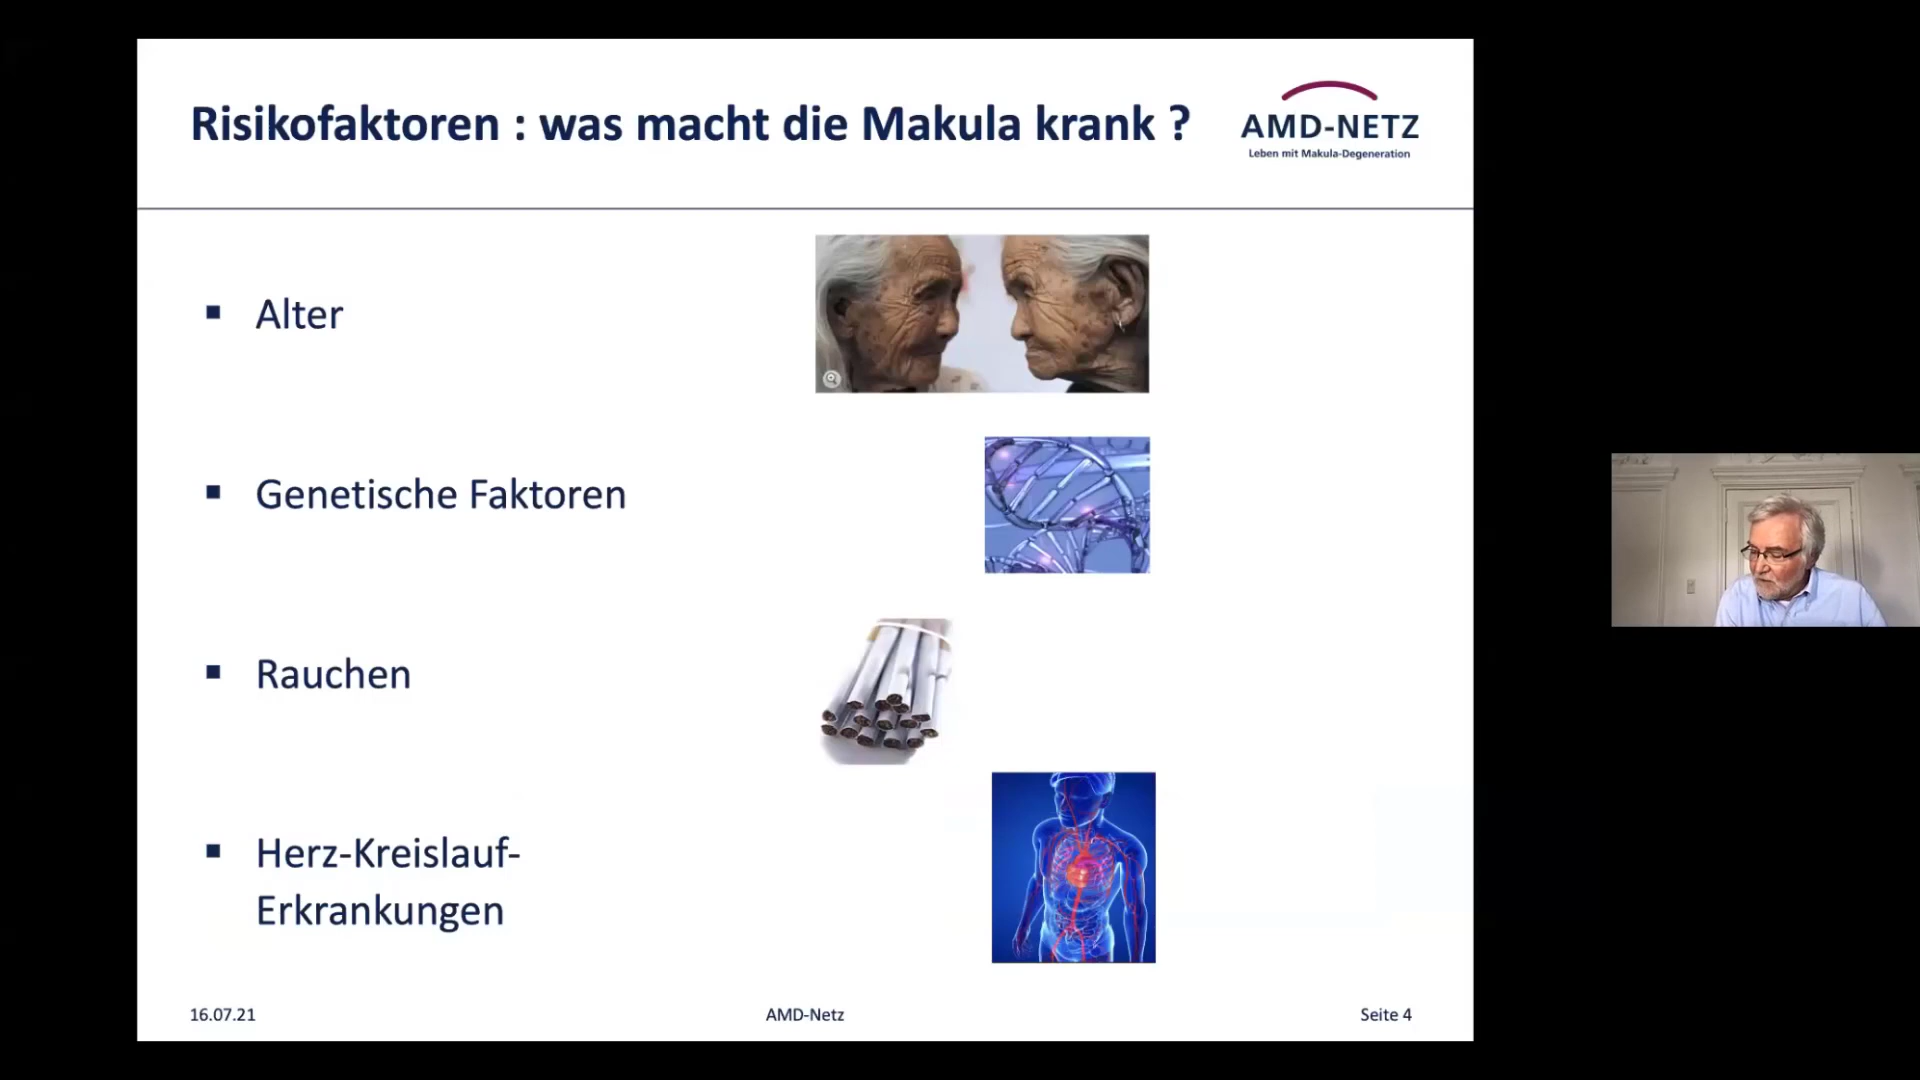 Risikofaktoren : was macht die Makula krank ?
AMD-NETZ
Leben mit Makula-Degeneration
Alter
Genetische Faktoren
Rauchen
Herz-Kreislauf-
Erkrankungen
16.07.21
AMD-Netz
Seite 4